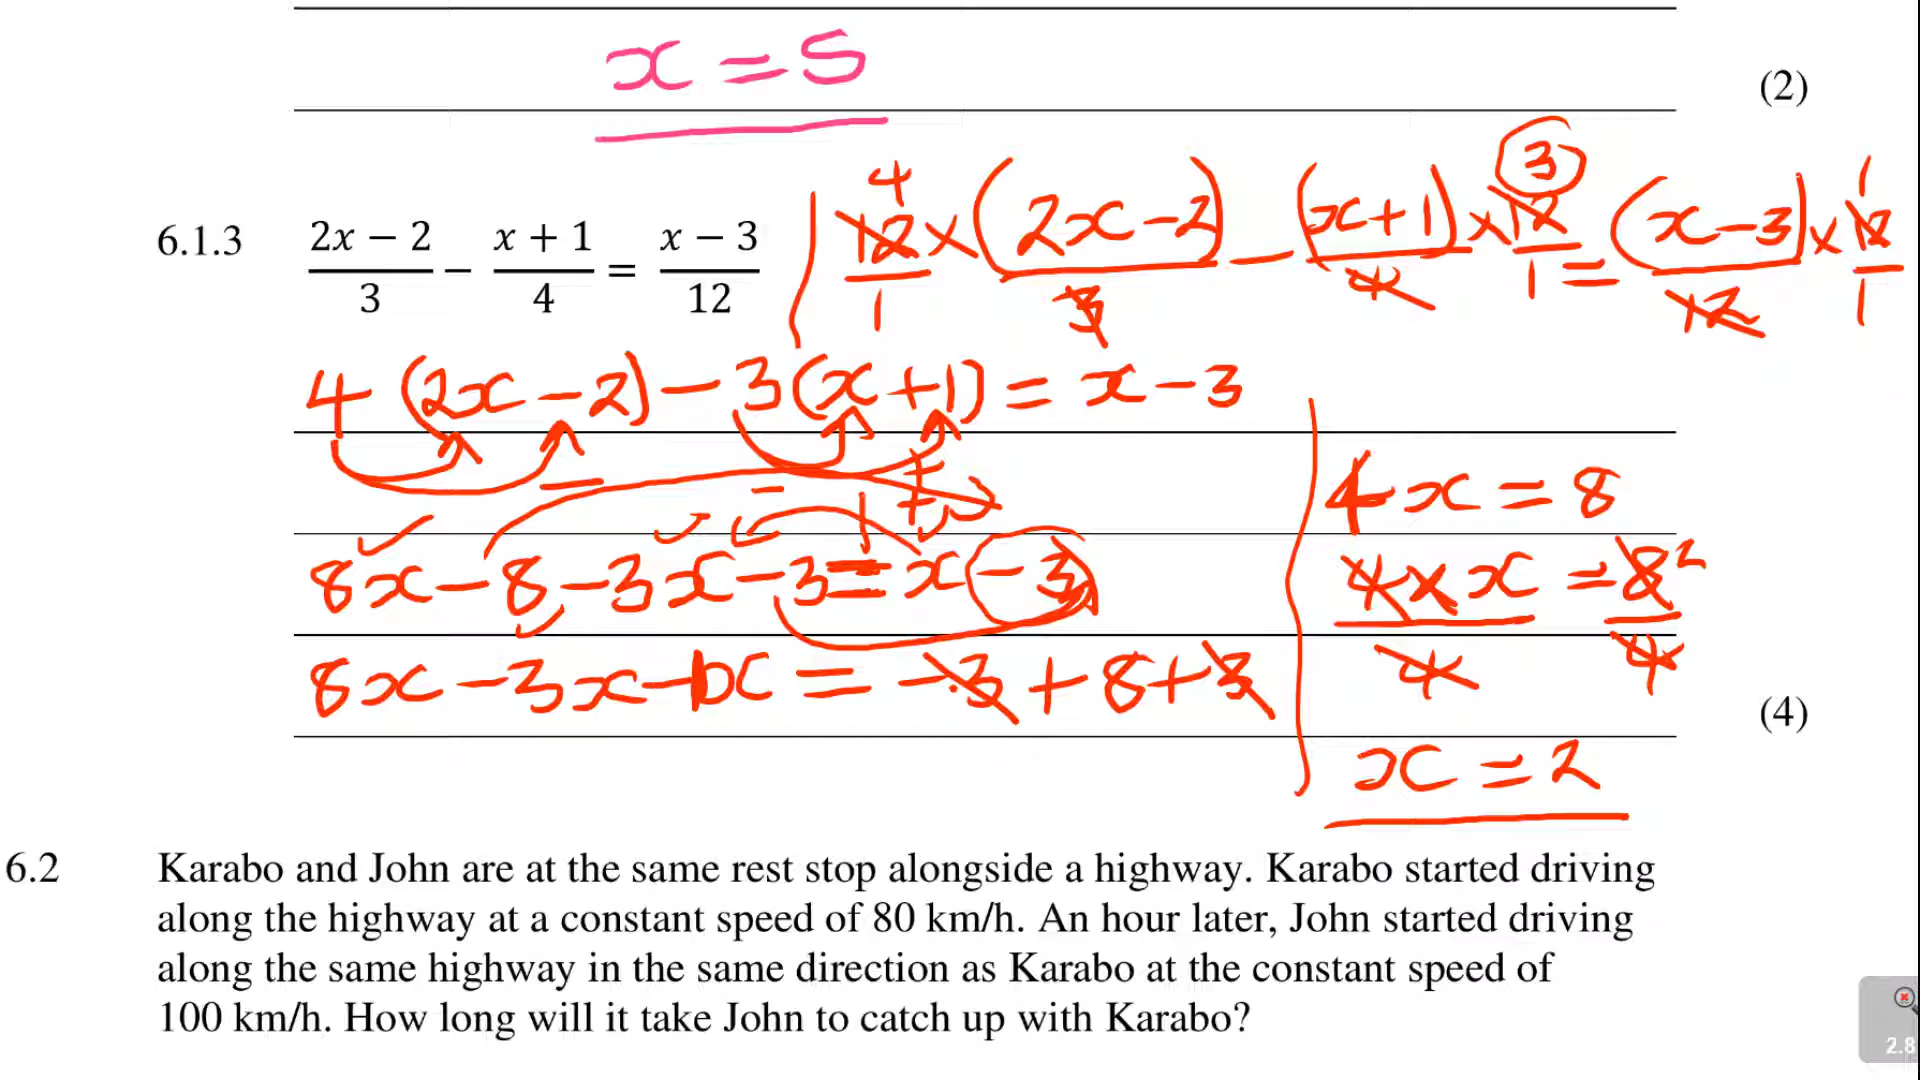 x = 5
(2)
6.1.3 (2x − 2)/3 − (x + 1)/4 = (x − 3)/12
4 3 1
12/1 × (2x − 2)/3 − (x + 1)/4 × 12/1 = (x − 3)/12 × 12/1
4(2x − 2) − 3(x + 1) = x − 3
8x − 8 − 3x − 3 = x − 3
8x − 3x − 1x = −3 + 8 + 3
4x = 8
4 × x/4 = 8/4 2
(4)
x = 2
6.2 Karabo and John are at the same rest stop alongside a highway. Karabo started driving
along the highway at a constant speed of 80 km/h. An hour later, John started driving
along the same highway in the same direction as Karabo at the constant speed of
100 km/h. How long will it take John to catch up with Karabo?
2.8